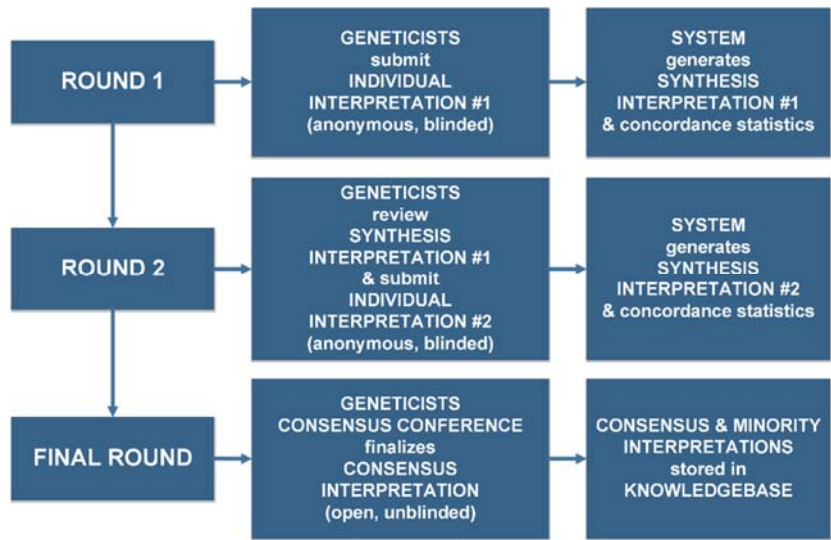 ROUND 1
GENETICISTS
submit
INDIVIDUAL
INTERPRETATION #1
(anonymous, blinded)
SYSTEM
generates
SYNTHESIS
INTERPRETATION #1
& concordance statistics
ROUND 2
GENETICISTS
review
SYNTHESIS
INTERPRETATION #1
& submit
INDIVIDUAL
INTERPRETATION #2
(anonymous, blinded)
SYSTEM
generates
SYNTHESIS
INTERPRETATION #2
& concordance statistics
FINAL ROUND
GENETICISTS
CONSENSUS CONFERENCE
finalizes
CONSENSUS
INTERPRETATION
(open, unblinded)
CONSENSUS & MINORITY
INTERPRETATIONS
stored in
KNOWLEDGEBASE